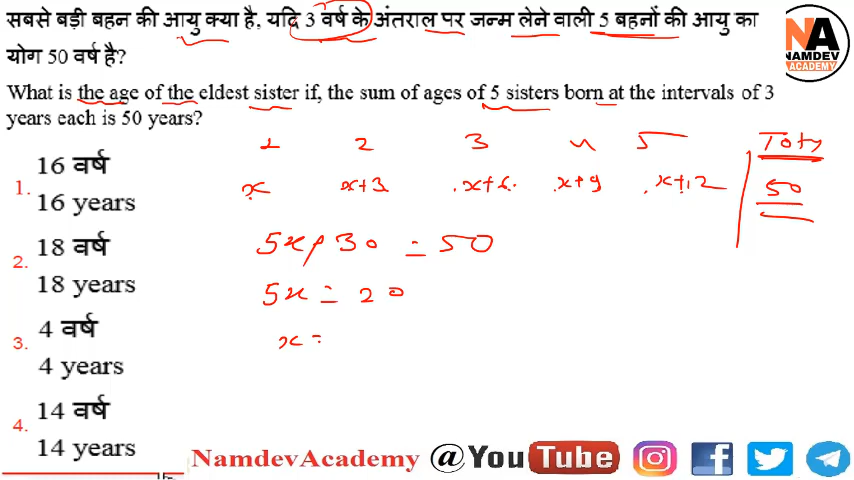 सबसे बड़ी बहन की आयु क्या है, यदि 3 वर्ष के अंतराल पर जन्म लेने वाली 5 बहनों की आयु का
योग 50 वर्ष है?
NA
NAMDEV
ACADEMY
What is the age of the eldest sister if, the sum of ages of 5 sisters born at the intervals of 3
years each is 50 years?
1 2 3 4 5 Total
x x+3 x+6 x+9 x+12 50
5x+30 = 50
5x = 20
x =
1. 16 वर्ष
16 years
2. 18 वर्ष
18 years
3. 4 वर्ष
4 years
4. 14 वर्ष
14 years
NamdevAcademy @YouTube